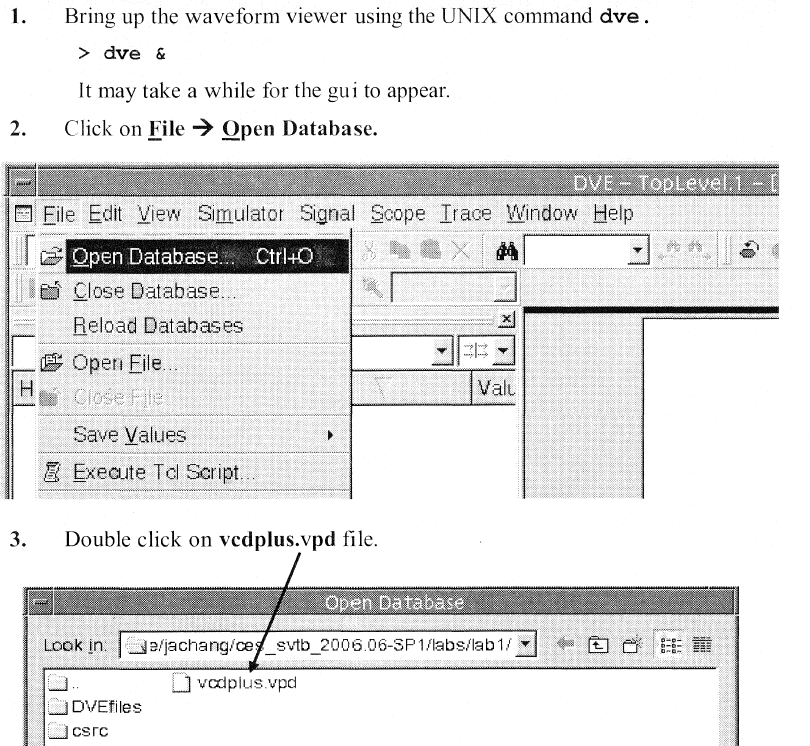 1. Bring up the waveform viewer using the UNIX command dve.
> dve &
It may take a while for the gui to appear.
2. Click on File → Open Database.
DVE – TopLevel.1 – [
File Edit View Simulator Signal Scope Trace Window Help
Open Database... Ctrl+O
Close Database...
Reload Databases
Open File...
H Valu
Close File
Save Values
Execute Tcl Script...
3. Double click on vcdplus.vpd file.
Open Database
Look in: e/jachang/ces_svtb_2006.06-SP1/labs/lab1/
.. vcdplus.vpd
DVEfiles
csrc